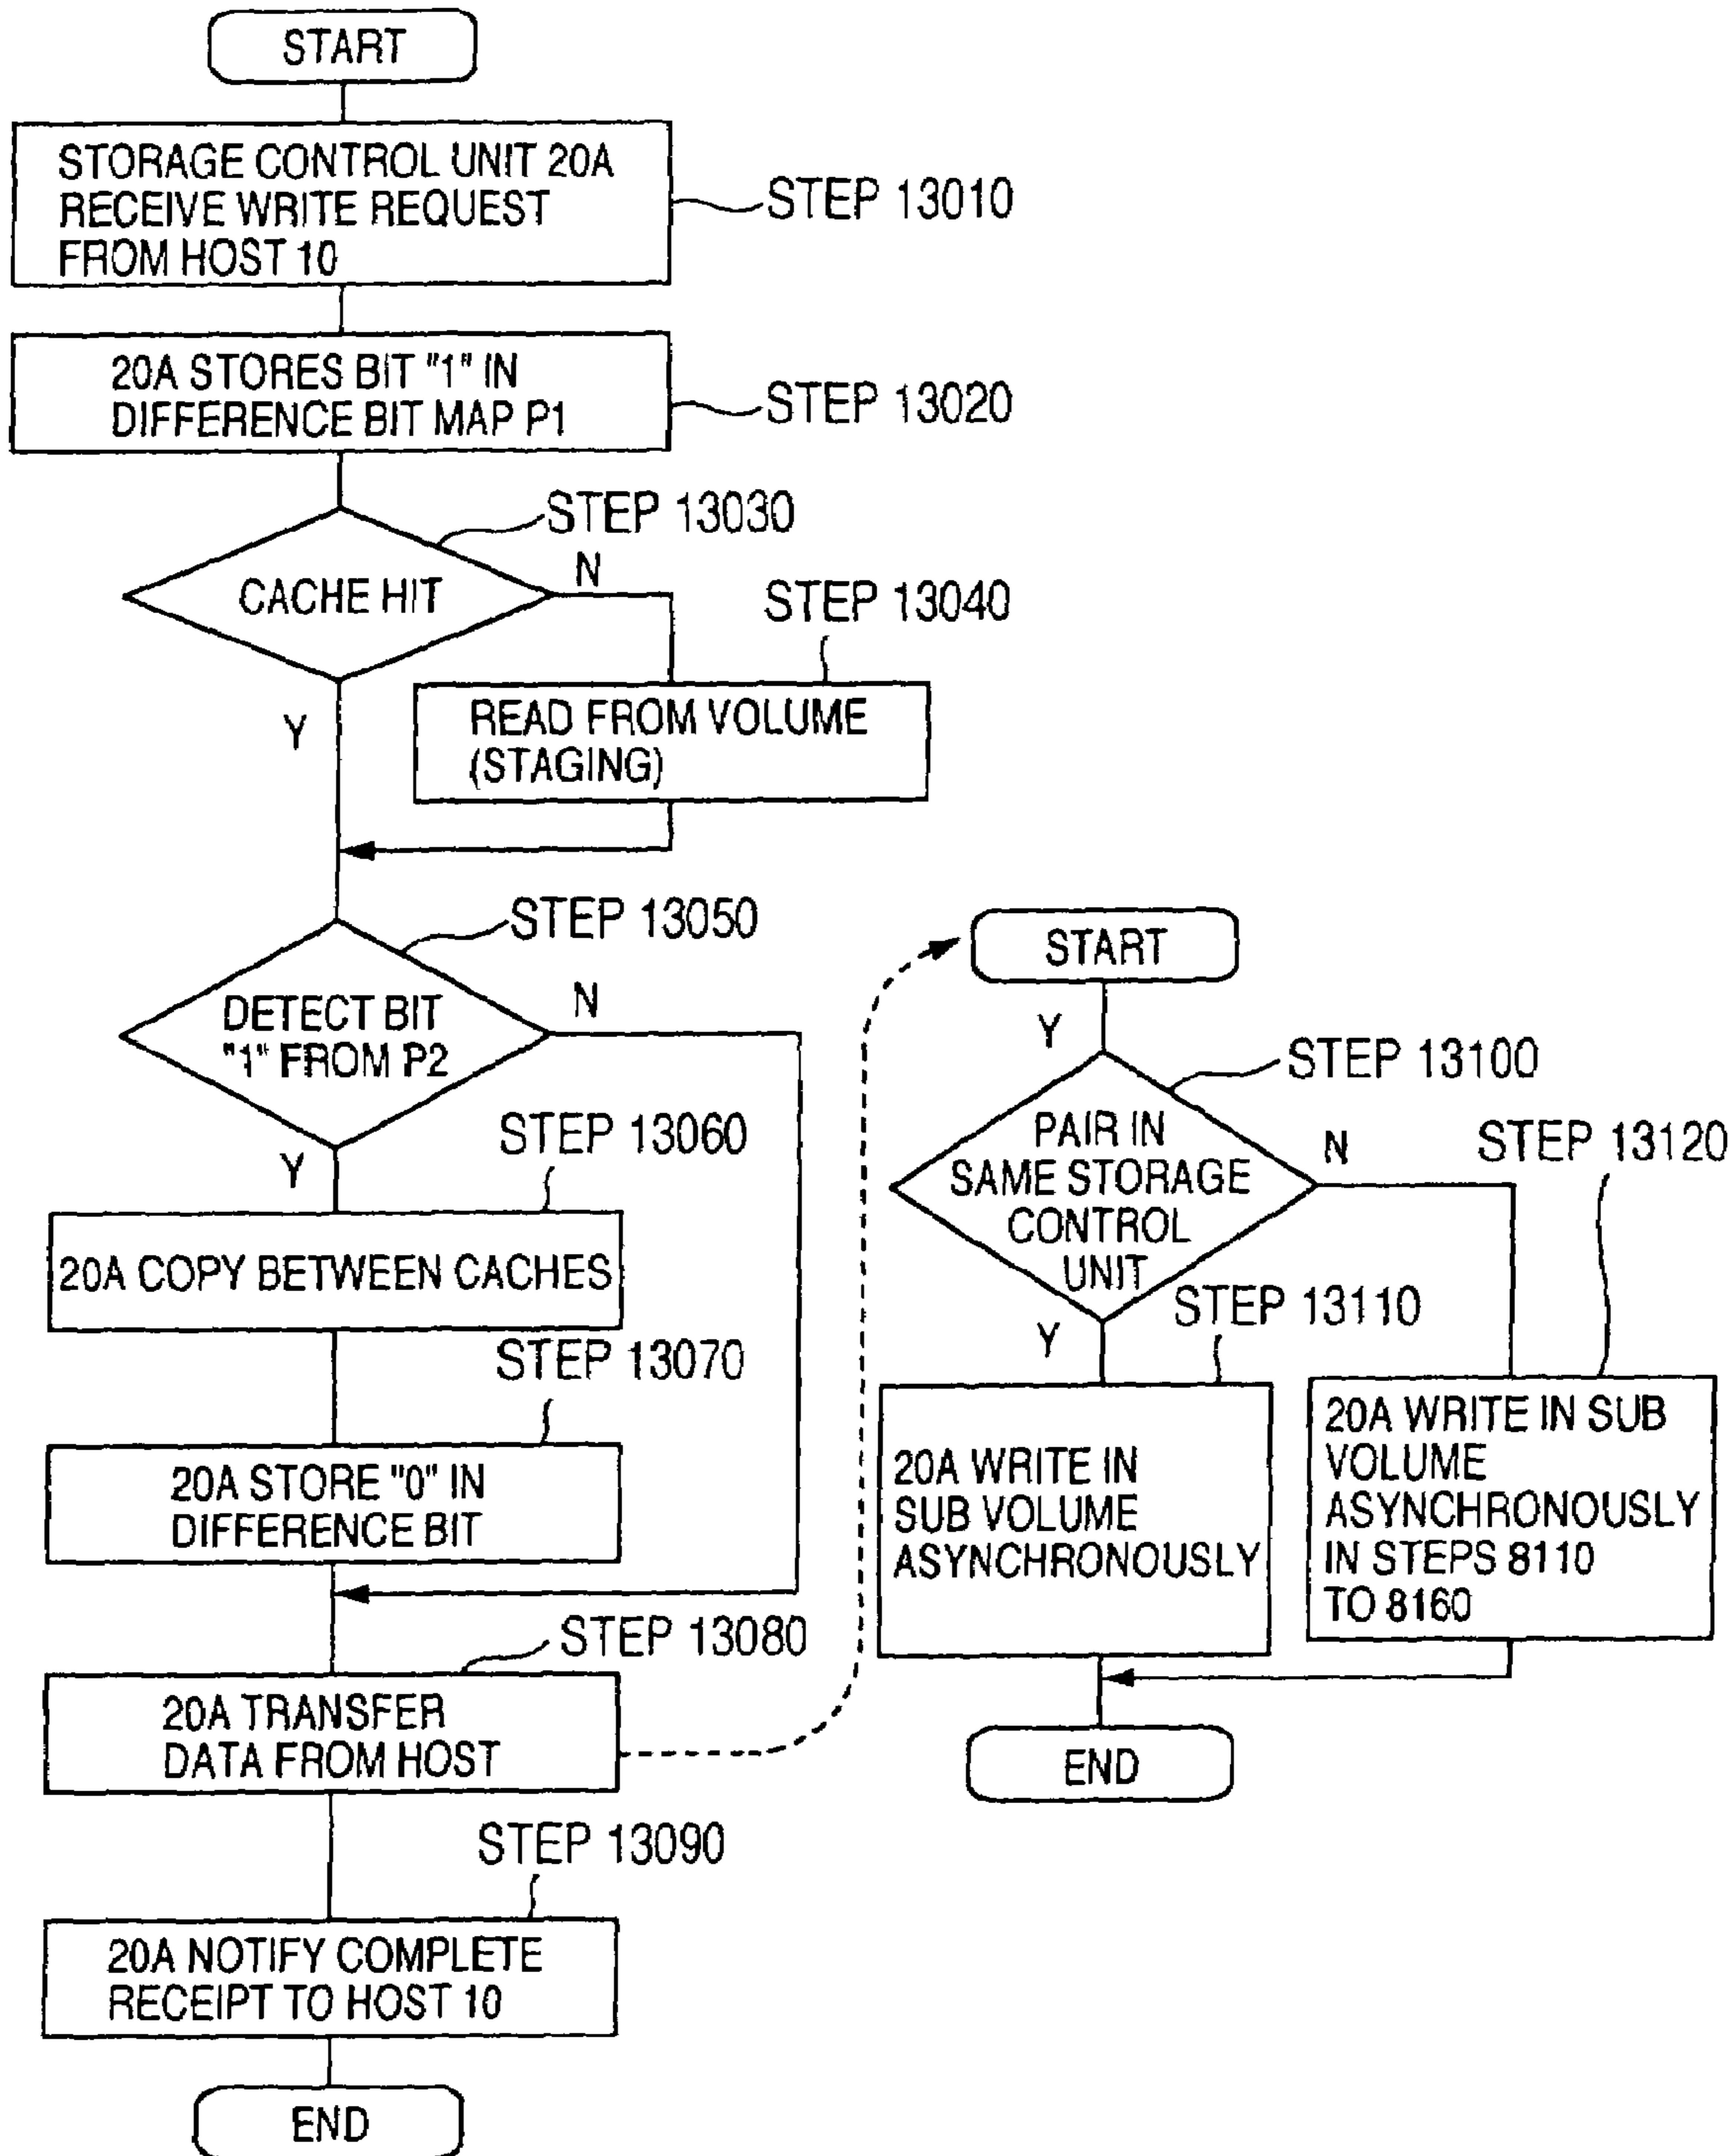 START
STORAGE CONTROL UNIT 20A
RECEIVE WRITE REQUEST
FROM HOST 10
STEP 13010
20A STORES BIT "1" IN
DIFFERENCE BIT MAP P1
STEP 13020
STEP 13030
CACHE HIT
N
Y
STEP 13040
READ FROM VOLUME
(STAGING)
STEP 13050
DETECT BIT
"1" FROM P2
N
Y
STEP 13060
20A COPY BETWEEN CACHES
STEP 13070
20A STORE "0" IN
DIFFERENCE BIT
STEP 13080
20A TRANSFER
DATA FROM HOST
STEP 13090
20A NOTIFY COMPLETE
RECEIPT TO HOST 10
END
START
Y
STEP 13100
PAIR IN
SAME STORAGE
CONTROL
UNIT
N
Y
STEP 13110
20A WRITE IN
SUB VOLUME
ASYNCHRONOUSLY
STEP 13120
20A WRITE IN SUB
VOLUME
ASYNCHRONOUSLY
IN STEPS 8110
TO 8160
END